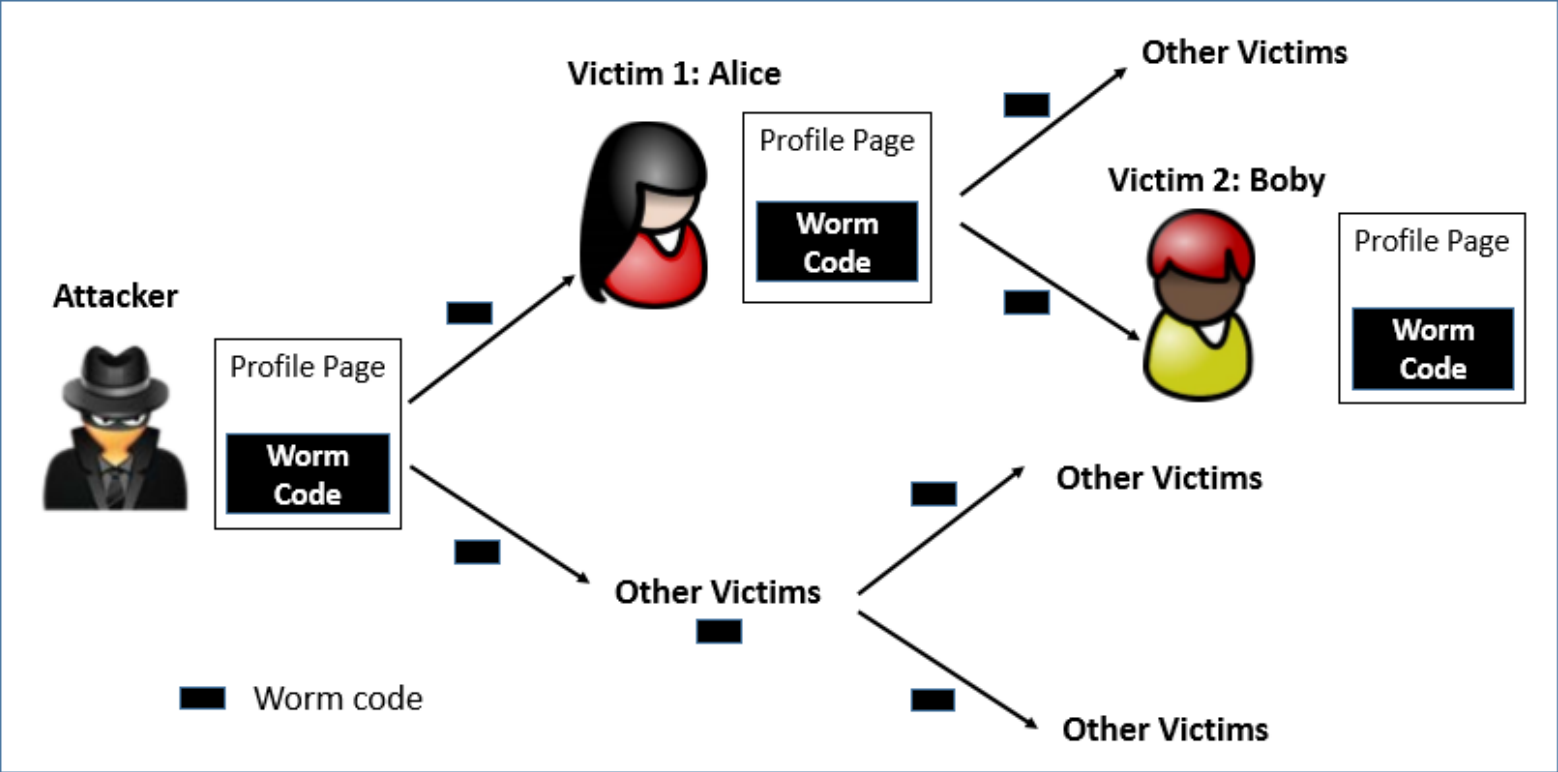 Other Victims
Victim 1: Alice
Profile Page
Worm
Code
Victim 2: Boby
Profile Page
Worm
Code
Attacker
Profile Page
Worm
Code
Other Victims
Other Victims
Worm code
Other Victims